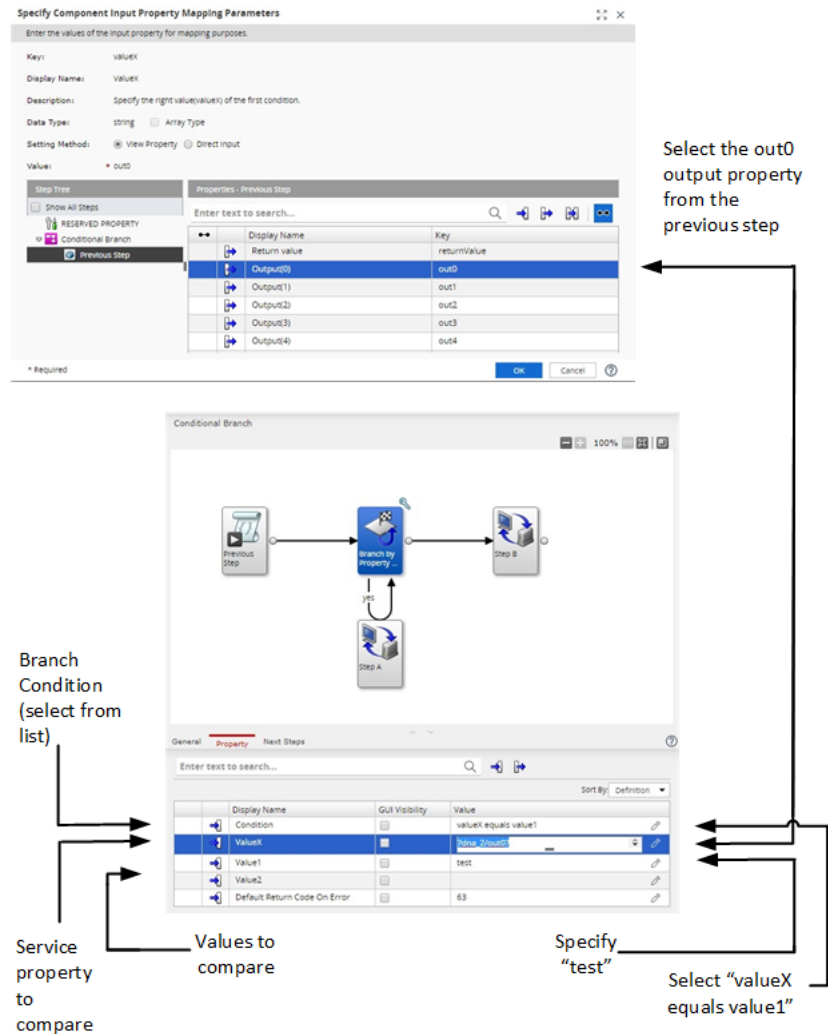 Specify Component Input Property Mapping Parameters
Enter the values of the input property for mapping purposes.
Key: valueX
Display Name: ValueX
Description: Specify the right value(valueX) of the first condition.
Data Type: string Array Type
Setting Method: View Property Direct Input
Value: * out0
Step Tree
Show All Steps
RESERVED PROPERTY
Conditional Branch
Previous Step
Properties - Previous Step
Enter text to search...
Display Name Key
Return value returnValue
Output(0) out0
Output(1) out1
Output(2) out2
Output(3) out3
Output(4) out4
* Required
OK Cancel
Select the out0
output property
from the
previous step
Conditional Branch
100%
Previous
Step
Branch by
Property ...
Step B
yes
Step A
Branch
Condition
(select from
list)
General Property Next Steps
Enter text to search...
Sort By: Definition
Display Name GUI Visibility Value
Condition valueX equals value1
ValueX ?dna_2/out0?
Value1 test
Value2
Default Return Code On Error 63
Service
property
to
compare
Values to
compare
Specify
“test”
Select “valueX
equals value1”